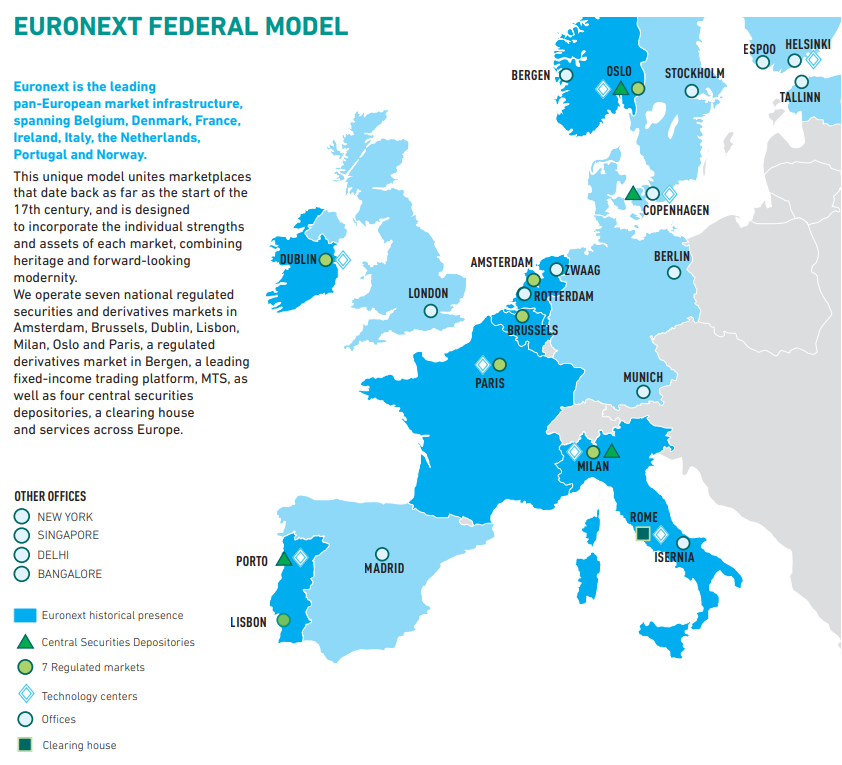 EURONEXT FEDERAL MODEL
Euronext is the leading
pan-European market infrastructure,
spanning Belgium, Denmark, France,
Ireland, Italy, the Netherlands,
Portugal and Norway.
This unique model unites marketplaces
that date back as far as the start of the
17th century, and is designed
to incorporate the individual strengths
and assets of each market, combining
heritage and forward-looking
modernity.
We operate seven national regulated
securities and derivatives markets in
Amsterdam, Brussels, Dublin, Lisbon,
Milan, Oslo and Paris, a regulated
derivatives market in Bergen, a leading
fixed-income trading platform, MTS, as
well as four central securities
depositories, a clearing house
and services across Europe.
OTHER OFFICES
NEW YORK
SINGAPORE
DELHI
BANGALORE
Euronext historical presence
Central Securities Depositories
7 Regulated markets
Technology centers
Offices
Clearing house
BERGEN
OSLO
STOCKHOLM
ESPOO
HELSINKI
TALLINN
COPENHAGEN
DUBLIN
LONDON
AMSTERDAM
ZWAAG
ROTTERDAM
BRUSSELS
BERLIN
PARIS
MUNICH
MILAN
ROME
ISERNIA
PORTO
MADRID
LISBON